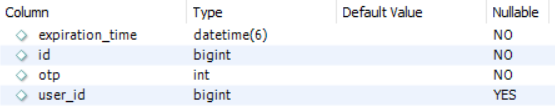 Column Type Default Value Nullable
expiration_time datetime(6) NO
id bigint NO
otp int NO
user_id bigint YES